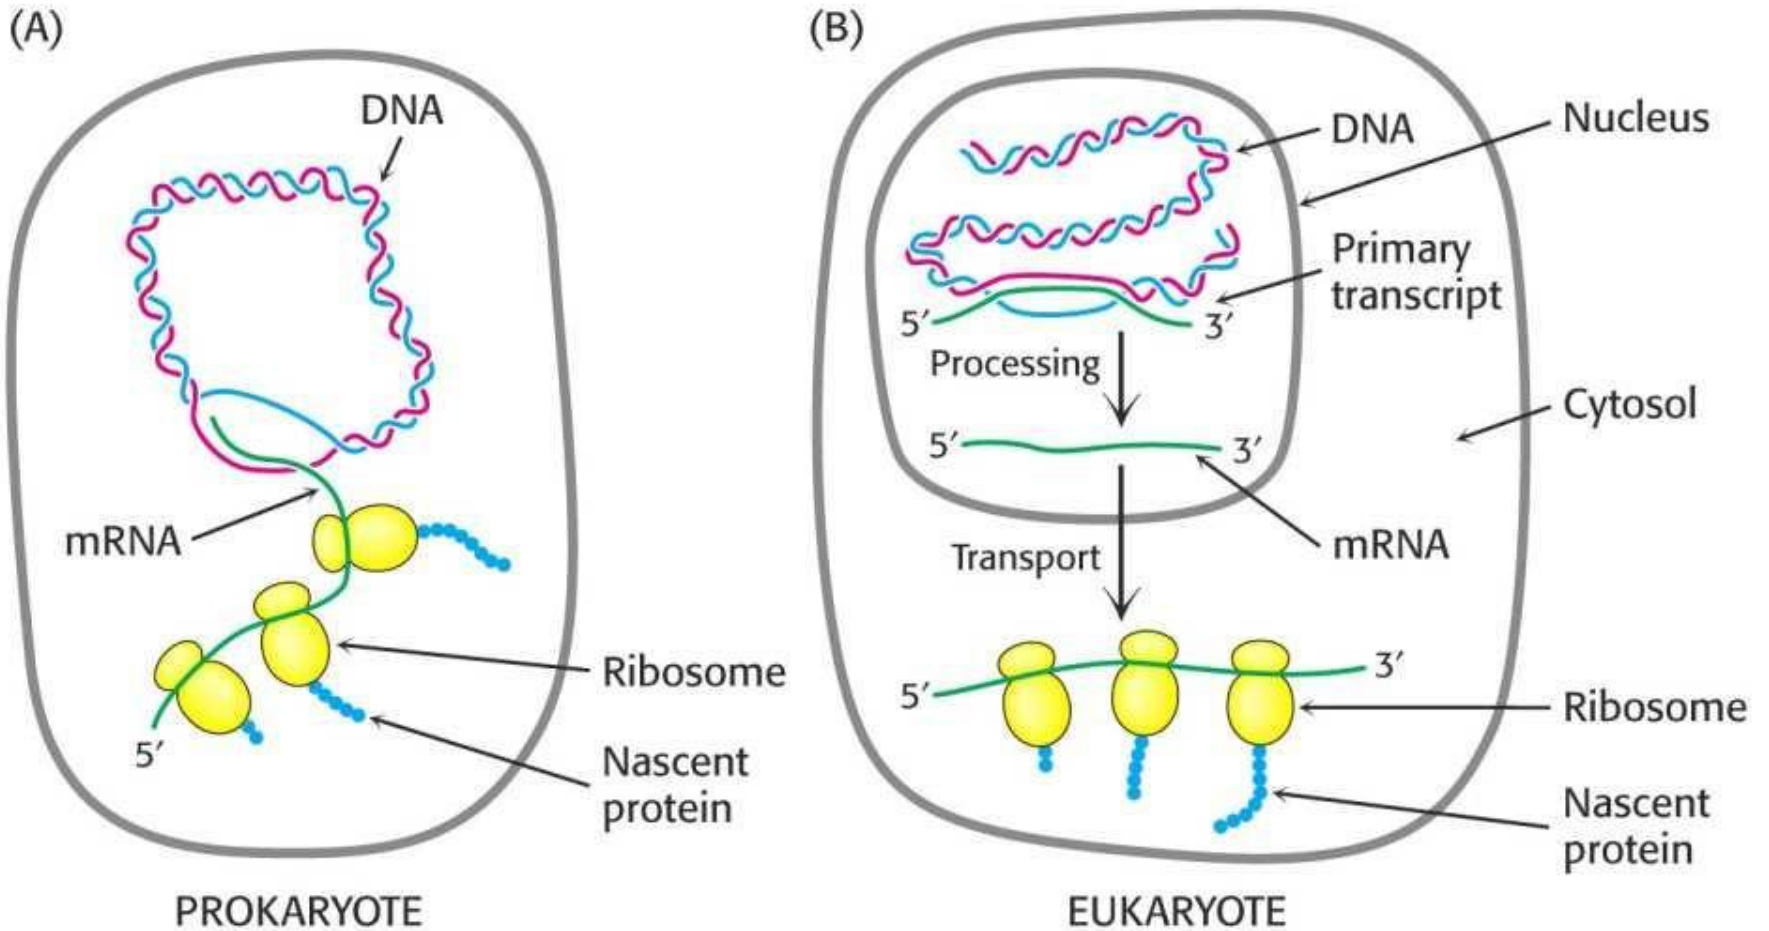 (A)
DNA
mRNA
5′
Ribosome
Nascent
protein
PROKARYOTE
(B)
DNA
Nucleus
Primary
transcript
5′
3′
Processing
Cytosol
5′
3′
mRNA
Transport
5′
3′
Ribosome
Nascent
protein
EUKARYOTE